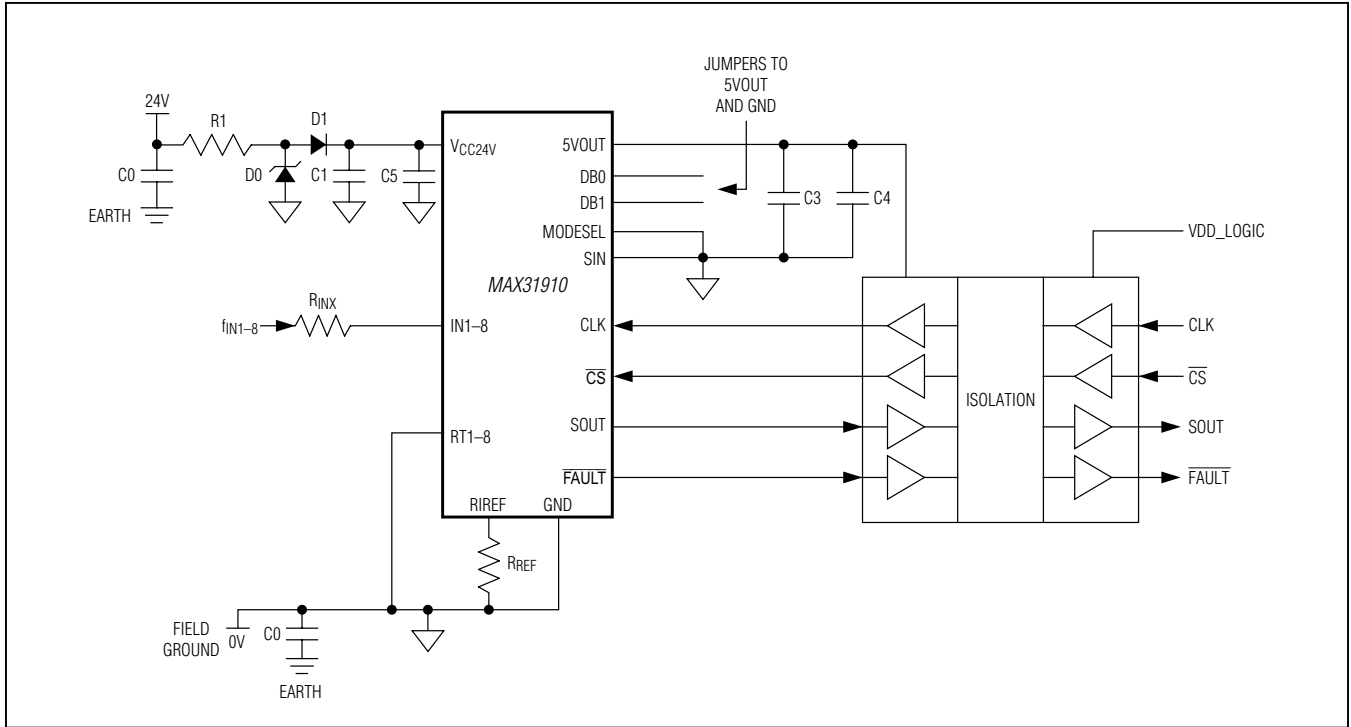 JUMPERS TO
5VOUT
AND GND
24V
R1
D1
VCC24V
5VOUT
C0
D0
C1
C5
DB0
DB1
C3
C4
EARTH
MODESEL
SIN
VDD_LOGIC
MAX31910
RINX
fIN1–8
IN1–8
CLK
CLK
CS
CS
ISOLATION
RT1–8
SOUT
SOUT
FAULT
FAULT
RIREF
GND
RREF
FIELD
GROUND
0V
C0
EARTH